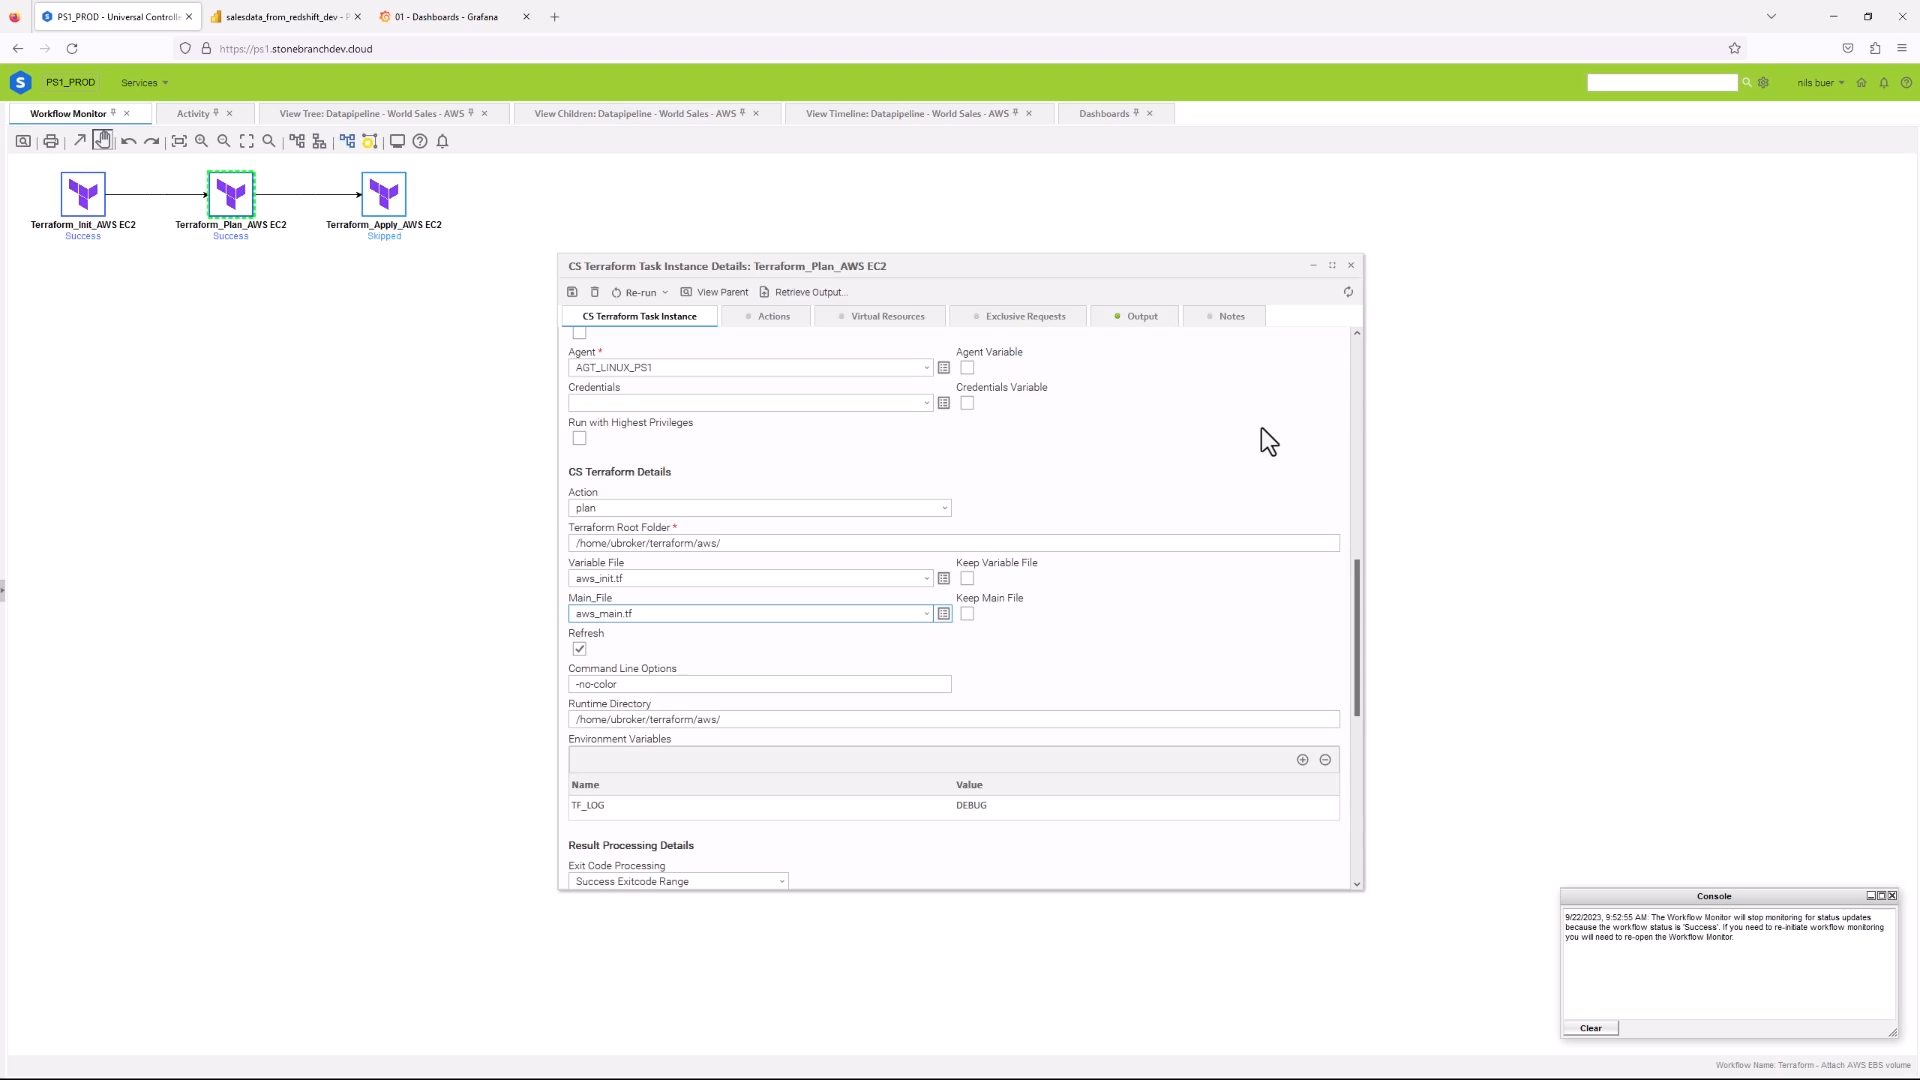 PS1_PROD - Universal Controlle
salesdata_from_redshift_dev - P
01 - Dashboards - Grafana
https://ps1.stonebranchdev.cloud
S
PS1_PROD
Services
nils buer
Workflow Monitor
Activity
View Tree: Datapipeline - World Sales - AWS
View Children: Datapipeline - World Sales - AWS
View Timeline: Datapipeline - World Sales - AWS
Dashboards
Terraform_Init_AWS EC2
Success
Terraform_Plan_AWS EC2
Success
Terraform_Apply_AWS EC2
Skipped
CS Terraform Task Instance Details: Terraform_Plan_AWS EC2
Re-run
View Parent
Retrieve Output...
CS Terraform Task Instance
Actions
Virtual Resources
Exclusive Requests
Output
Notes
Agent *
Agent Variable
AGT_LINUX_PS1
Credentials
Credentials Variable
Run with Highest Privileges
CS Terraform Details
Action
plan
Terraform Root Folder *
/home/ubroker/terraform/aws/
Variable File
Keep Variable File
aws_init.tf
Main_File
Keep Main File
aws_main.tf
Refresh
Command Line Options
-no-color
Runtime Directory
/home/ubroker/terraform/aws/
Environment Variables
Name
Value
TF_LOG
DEBUG
Result Processing Details
Exit Code Processing
Success Exitcode Range
Console
9/22/2023, 9:52:55 AM: The Workflow Monitor will stop monitoring for status updates
because the workflow status is 'Success'. If you need to re-initiate workflow monitoring
you will need to re-open the Workflow Monitor.
Clear
Workflow Name: Terraform - Attach AWS EBS volume